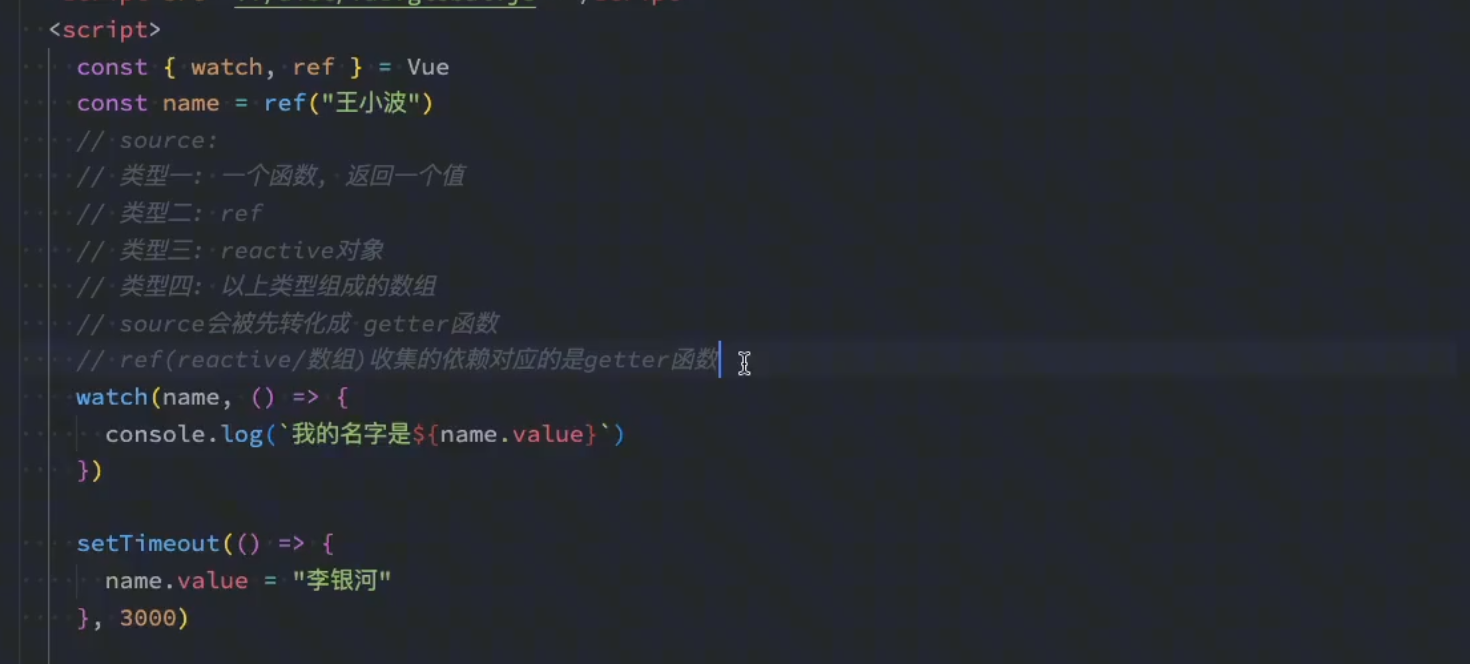 <script>
const { watch, ref } = Vue
const name = ref("王小波")
// source:
// 类型一: 一个函数, 返回一个值
// 类型二: ref
// 类型三: reactive对象
// 类型四: 以上类型组成的数组
// source会被先转化成 getter函数
// ref(reactive/数组)收集的依赖对应的是getter函数
watch(name, () => {
console.log(`我的名字是${name.value}`)
})
setTimeout(() => {
name.value = "李银河"
}, 3000)